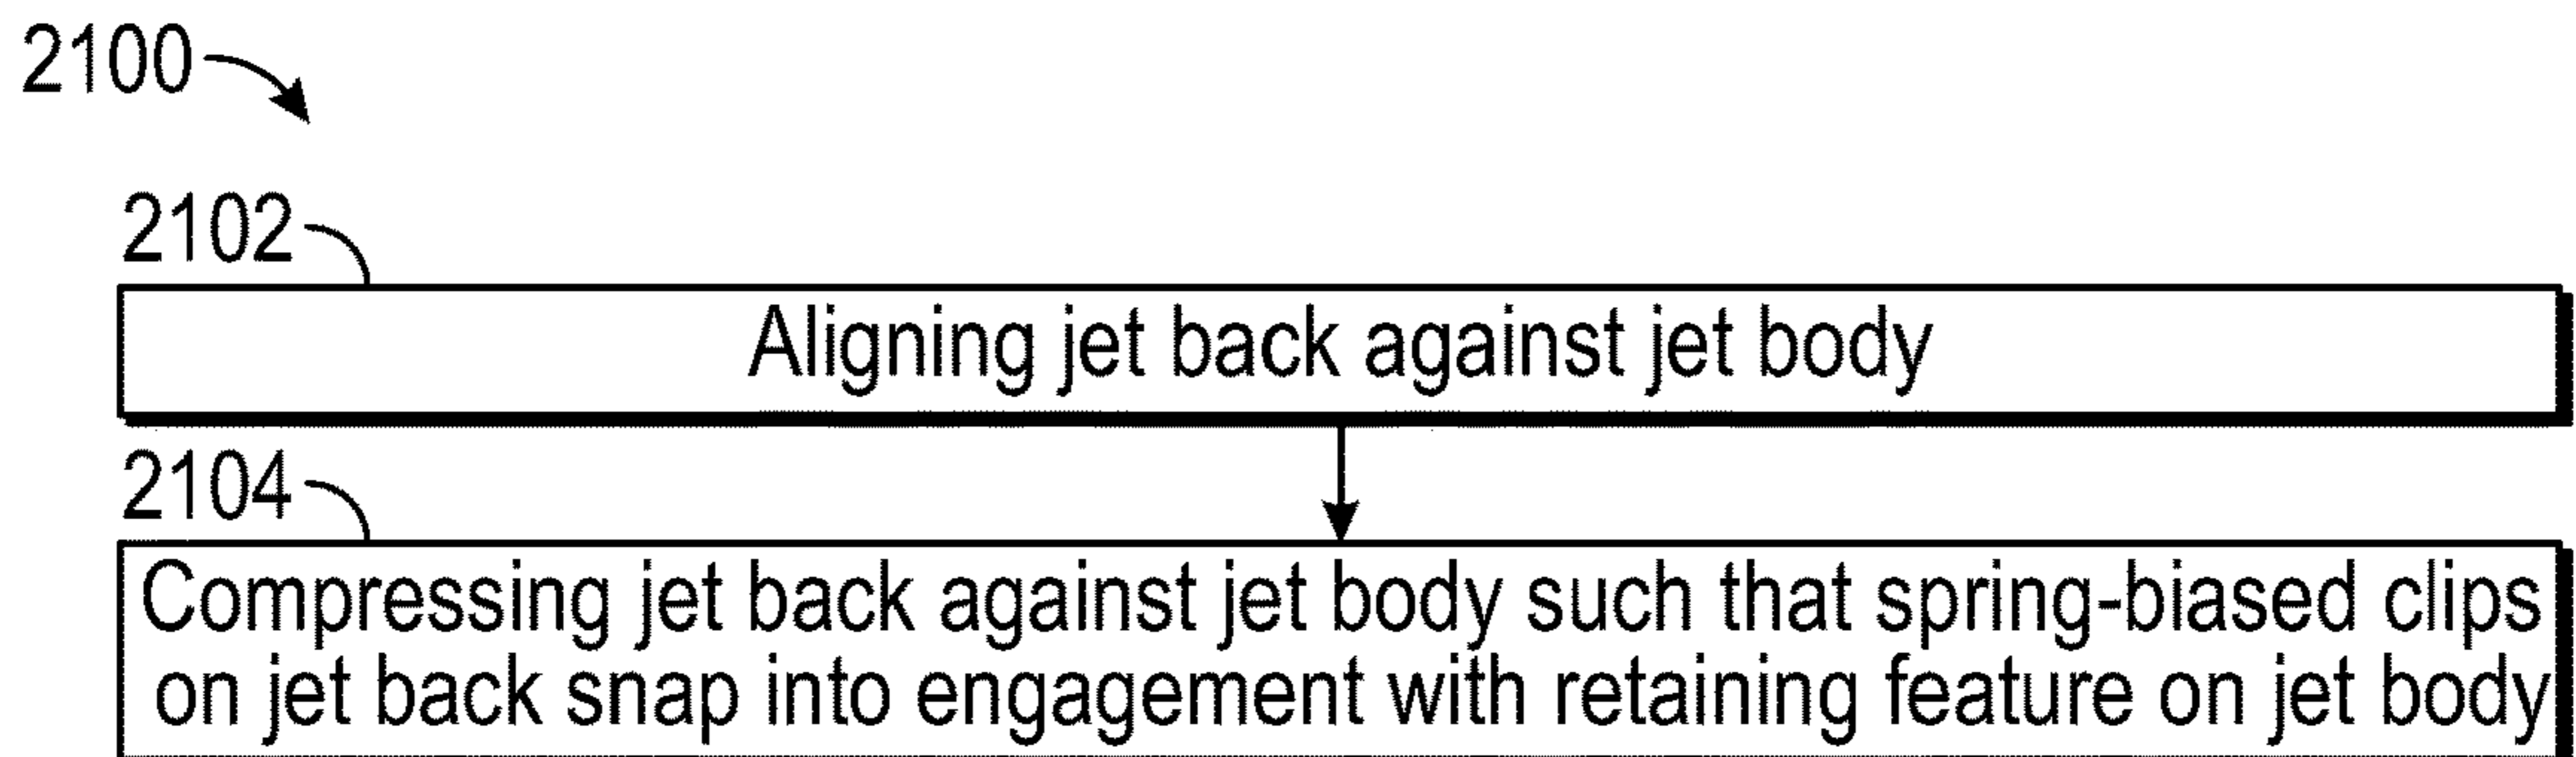 2100
2102
Aligning jet back against jet body
2104
Compressing jet back against jet body such that spring-biased clips
on jet back snap into engagement with retaining feature on jet body